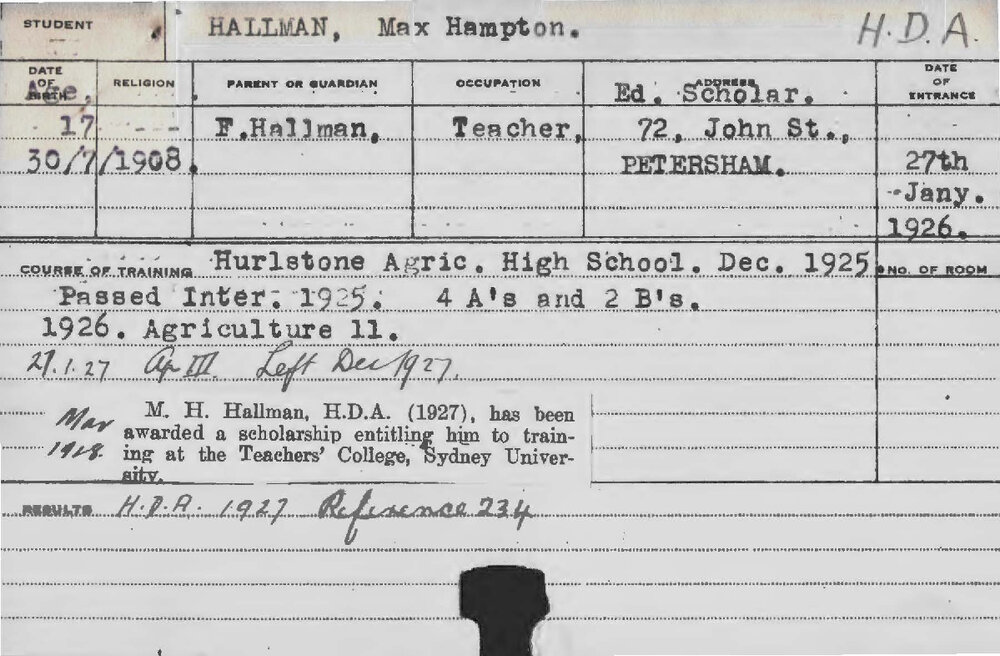 STUDENT HALLMAN, Max Hampton. H.D.A.
DATE OF BIRTH Age. RELIGION PARENT OR GUARDIAN OCCUPATION ADDRESS Ed. Scholar. DATE OF ENTRANCE
17 --- F.Hallman, Teacher, 72, John St.,
30/7/1908. PETERSHAM. 27th
Jany.
1926.
COURSE OF TRAINING Hurlstone Agric. High School. Dec. 1925. NO. OF ROOM
Passed Inter. 1925. 4 A's and 2 B's.
1926. Agriculture 11.
21.1.27 Ag III. Left Dec 1927.
Mar 1928.
M. H. Hallman, H.D.A. (1927), has been
awarded a scholarship entitling him to train-
ing at the Teachers' College, Sydney Univer-
sity.
RESULTS H.D.A. 1927 Reference 234